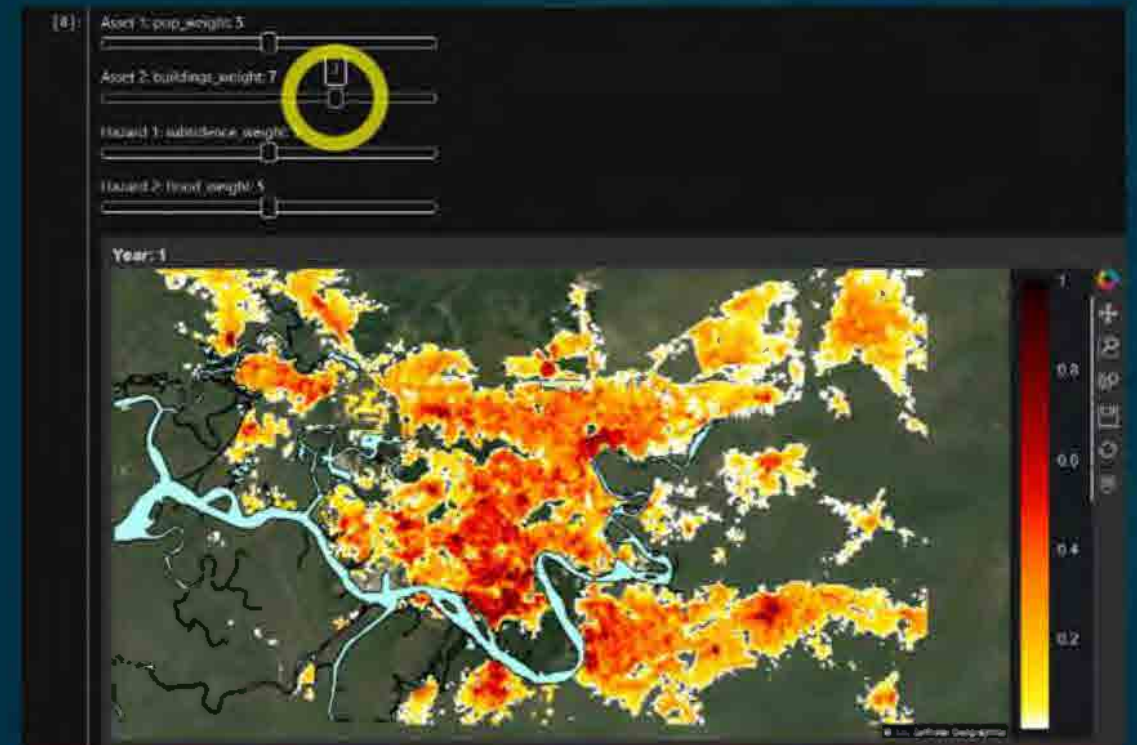 [8]:
Asset 1: pop_weight: 5
Asset 2: buildings_weight: 7
Hazard 1: subsidence_weight:
Hazard 2: flood_weight: 5
Year: 1
1
0.8
0.6
0.4
0.2